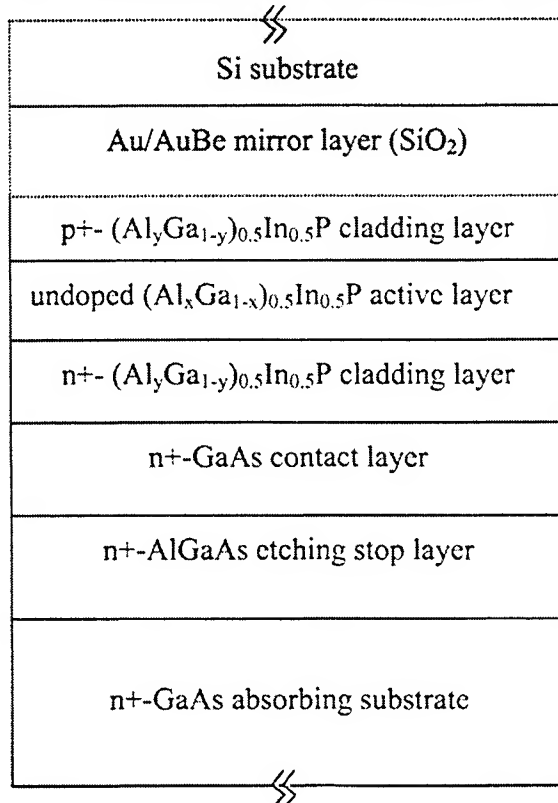 Si substrate
Au/AuBe mirror layer (SiO₂)
p+- (AlyGa1-y)0.5In0.5P cladding layer
undoped (AlxGa1-x)0.5In0.5P active layer
n+- (AlyGa1-y)0.5In0.5P cladding layer
n+-GaAs contact layer
n+-AlGaAs etching stop layer
n+-GaAs absorbing substrate